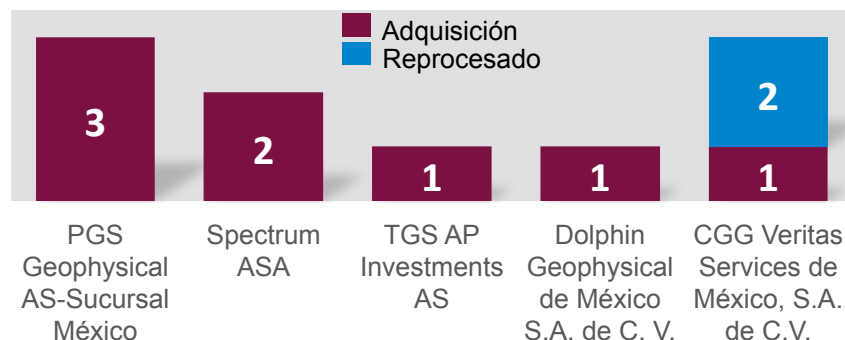 Adquisición
Reprocesado
3
2
1
1
2
1
PGS
Geophysical
AS-Sucursal
México
Spectrum
ASA
TGS AP
Investments
AS
Dolphin
Geophysical
de México
S.A. de C. V.
CGG Veritas
Services de
México, S.A.
de C.V.